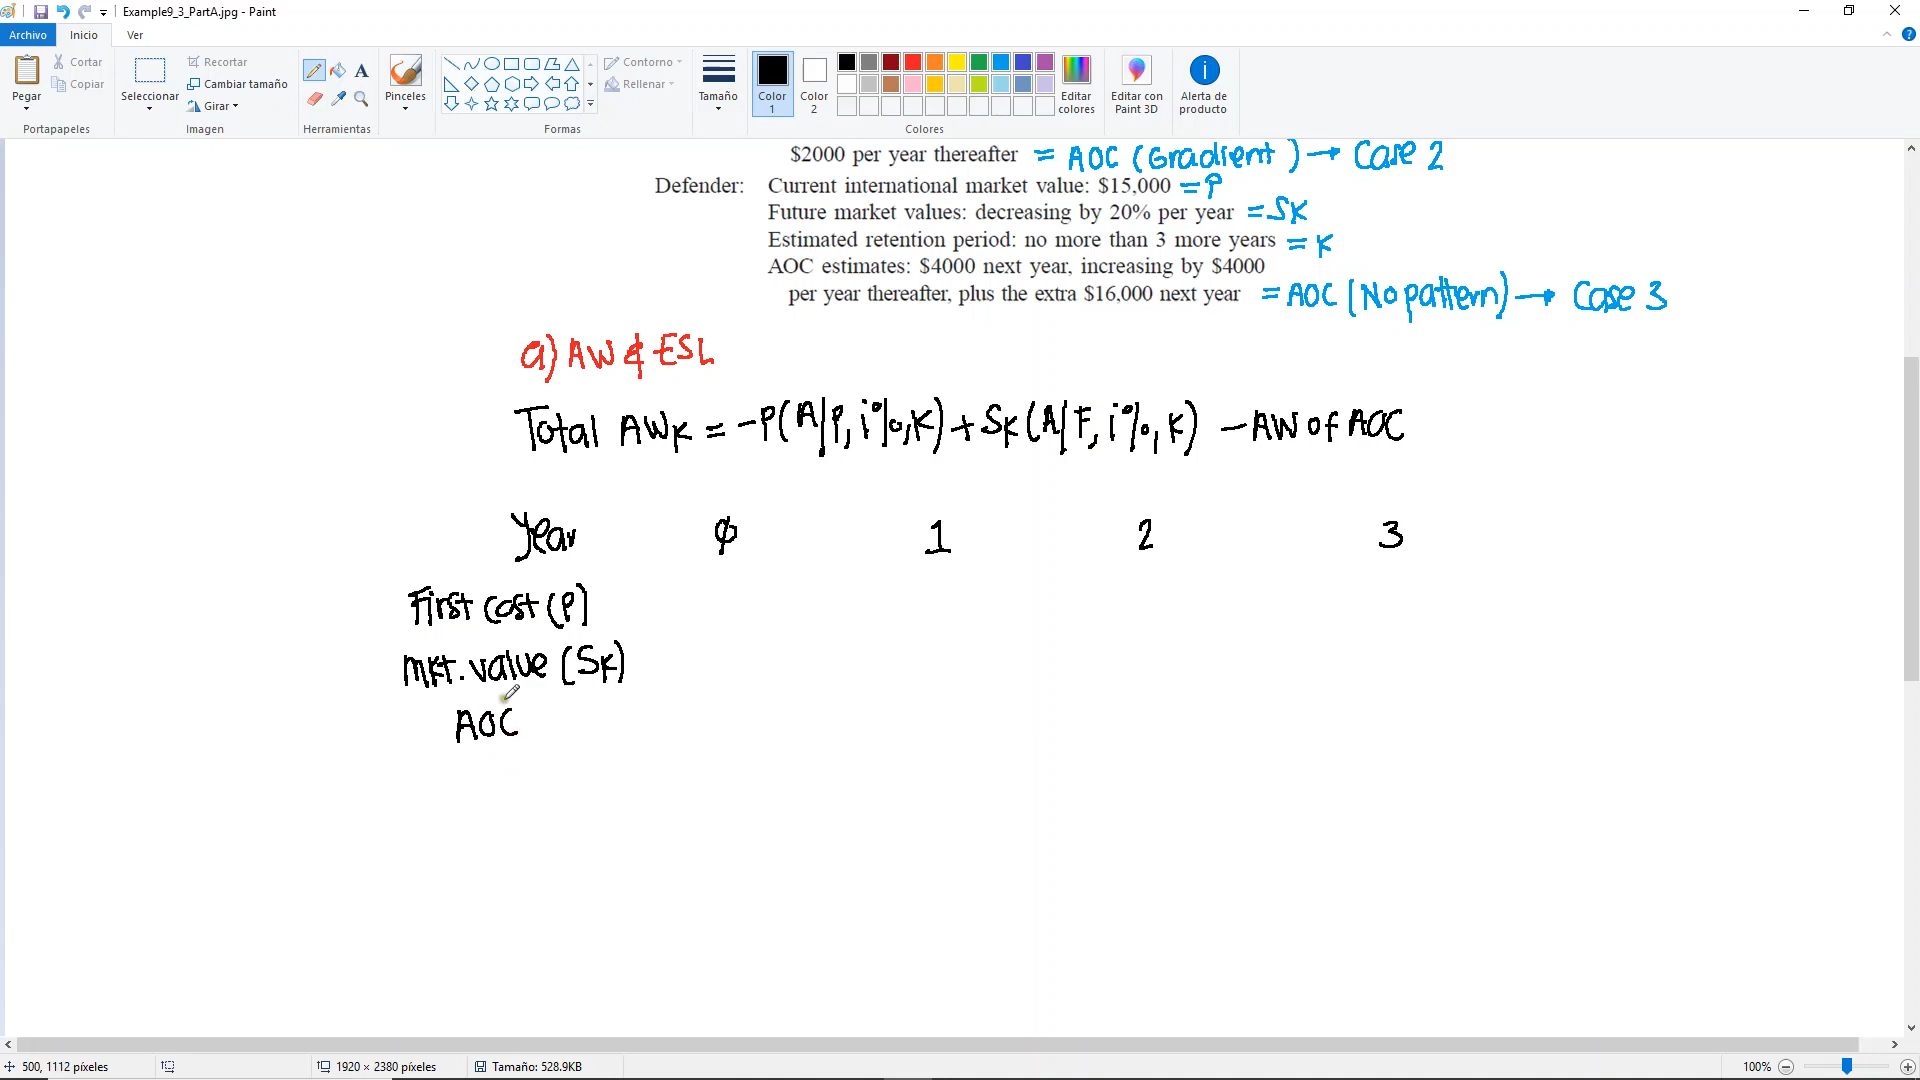 Example9_3_PartA.jpg - Paint
Archivo Inicio Ver
Pegar
Cortar
Copiar
Portapapeles
Seleccionar
Recortar
Cambiar tamaño
Girar
Imagen
Herramientas
Pinceles
Formas
Contorno
Rellenar
Tamaño
Color 1
Color 2
Colores
Editar colores
Editar con Paint 3D
Alerta de producto
$2000 per year thereafter = AOC (Gradient) → Case 2
Defender: Current international market value: $15,000 = P
Future market values: decreasing by 20% per year = SK
Estimated retention period: no more than 3 more years = K
AOC estimates: $4000 next year, increasing by $4000
per year thereafter, plus the extra $16,000 next year = AOC (No pattern) → Case 3
a) AW & ESL
Total AWK = -P(A|P, i%, K) + SK (A|F, i%, K) - AW of AOC
Year 0 1 2 3
First cost (P)
Mkt. value (SK)
AOC
500, 1112 píxeles
1920 × 2380 píxeles
Tamaño: 528.9KB
100%